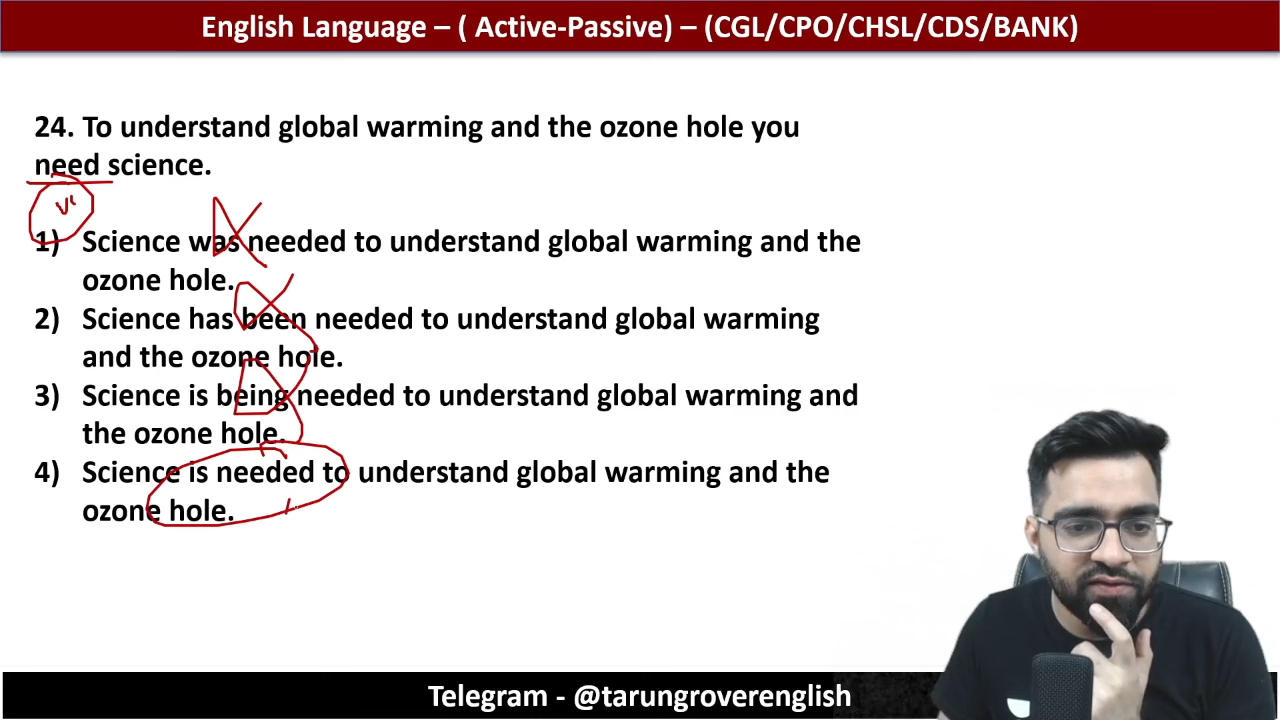 English Language – ( Active-Passive) – (CGL/CPO/CHSL/CDS/BANK)
24. To understand global warming and the ozone hole you
need science.
V¹
1) Science was needed to understand global warming and the
ozone hole.
2) Science has been needed to understand global warming
and the ozone hole.
3) Science is being needed to understand global warming and
the ozone hole.
4) Science is needed to understand global warming and the
ozone hole.
Telegram - @tarungroverenglish